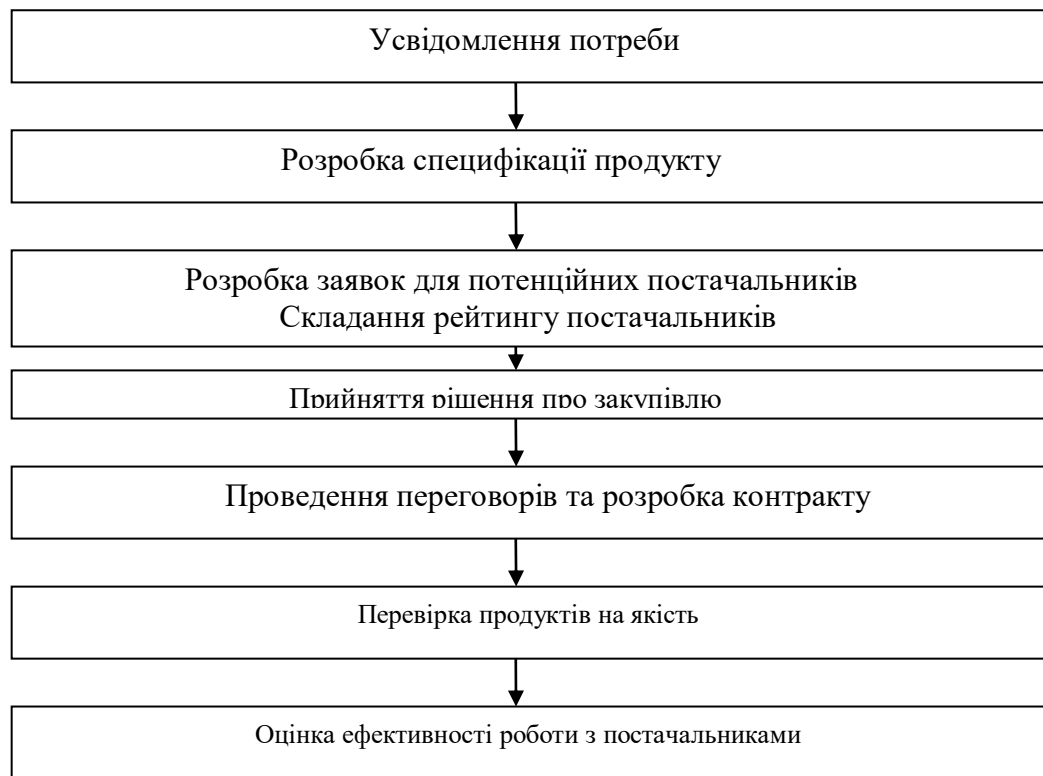 Усвідомлення потреби
Розробка специфікації продукту
Розробка заявок для потенційних постачальників
Складання рейтингу постачальників
Прийняття рішення про закупівлю
Проведення переговорів та розробка контракту
Перевірка продуктів на якість
Оцінка ефективності роботи з постачальниками